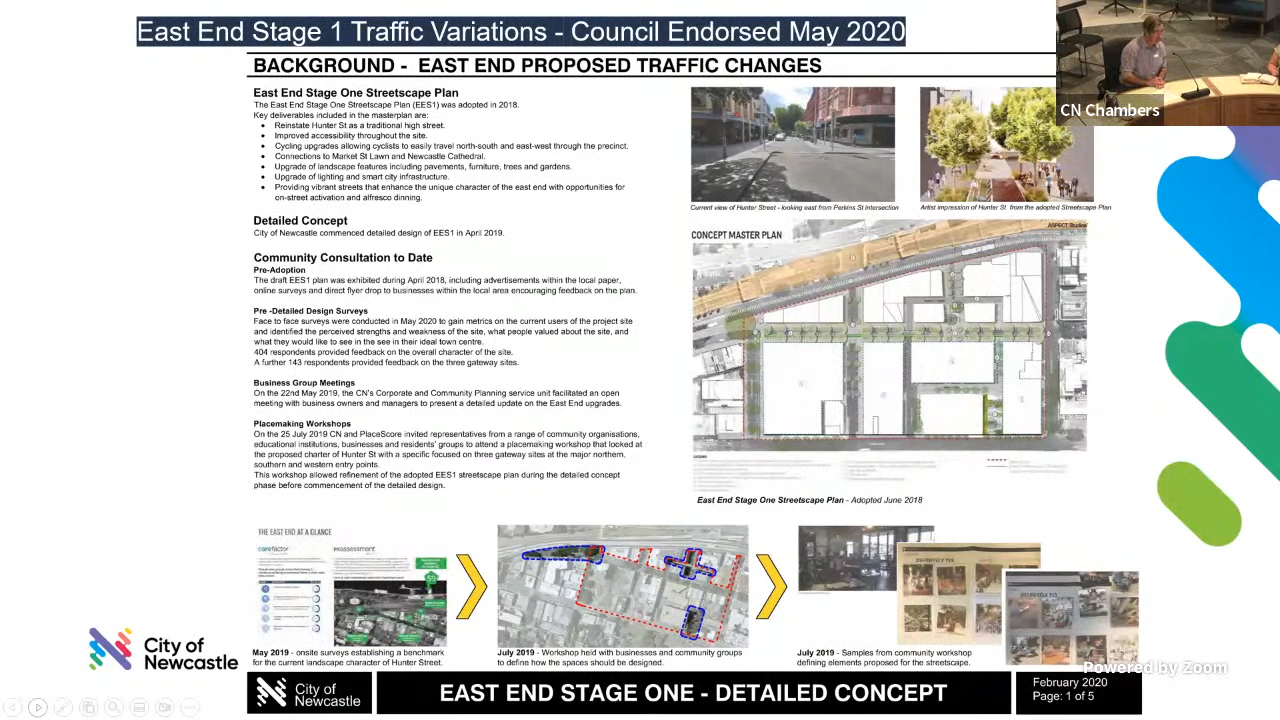 East End Stage 1 Traffic Variations - Council Endorsed May 2020
CN Chambers
BACKGROUND - EAST END PROPOSED TRAFFIC CHANGES
East End Stage One Streetscape Plan
The East End Stage One Streetscape Plan (EES1) was adopted in 2018.
Key deliverables included in the masterplan are:
• Reinstate Hunter St as a traditional high street.
• Improved accessibility throughout the site.
• Cycling upgrades allowing cyclists to easily travel north-south and east-west through the precinct.
• Connections to Market St Lawn and Newcastle Cathedral.
• Upgrade of landscape features including pavements, furniture, trees and gardens.
• Upgrade of lighting and smart city infrastructure.
• Providing vibrant streets that enhance the unique character of the east end with opportunities for
on-street activation and alfresco dinning.
Detailed Concept
City of Newcastle commenced detailed design of EES1 in April 2019.
Community Consultation to Date
Pre-Adoption
The draft EES1 plan was exhibited during April 2018, including advertisements within the local paper,
online surveys and direct flyer drop to businesses within the local area encouraging feedback on the plan.
Pre -Detailed Design Surveys
Face to face surveys were conducted in May 2020 to gain metrics on the current users of the project site
and identified the perceived strengths and weakness of the site, what people valued about the site, and
what they would like to see in the see in their ideal town centre.
404 respondents provided feedback on the overall character of the site.
A further 143 respondents provided feedback on the three gateway sites.
Business Group Meetings
On the 22nd May 2019, the CN's Corporate and Community Planning service unit facilitated an open
meeting with business owners and managers to present a detailed update on the East End upgrades.
Placemaking Workshops
On the 25 July 2019 CN and PlaceScore invited representatives from a range of community organisations,
educational institutions, businesses and residents' groups to attend a placemaking workshop that looked at
the proposed charter of Hunter St with a specific focused on three gateway sites at the major northern,
southern and western entry points.
This workshop allowed refinement of the adopted EES1 streetscape plan during the detailed concept
phase before commencement of the detailed design.
Current view of Hunter Street - looking east from Perkins St intersection
Artist impression of Hunter St from the adopted Streetscape Plan
CONCEPT MASTER PLAN
ASPECT Studios
East End Stage One Streetscape Plan - Adopted June 2018
THE EAST END AT A GLANCE
carefactor
pxassessment
DEFINITELY YES
DEFINITELY YES
May 2019 - onsite surveys establishing a benchmark
for the current landscape character of Hunter Street.
July 2019 - Workshop held with businesses and community groups
to define how the spaces should be designed.
July 2019 - Samples from community workshop
defining elements proposed for the streetscape.
City of
Newcastle
Powered by Zoom
City of
Newcastle
EAST END STAGE ONE - DETAILED CONCEPT
February 2020
Page: 1 of 5